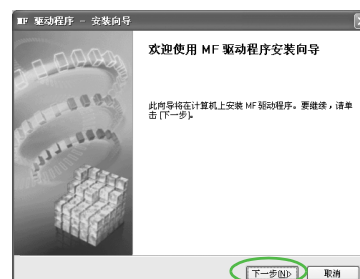 MF 驱动程序 - 安装向导
欢迎使用 MF 驱动程序安装向导
此向导将在计算机上安装 MF 驱动程序。要继续，请单
击 [下一步]。
下一步(N)>
取消